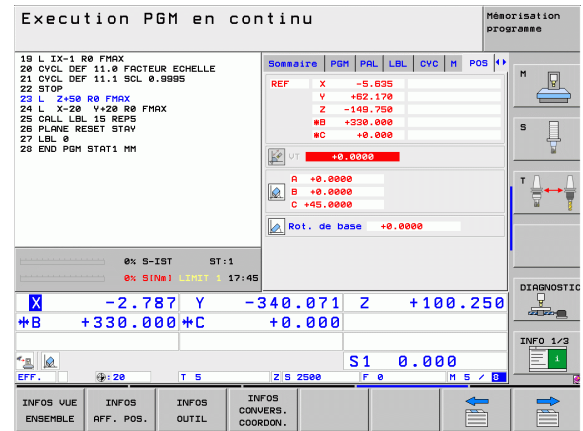 Execution PGM en continu
Mémorisation
programme
19 L IX-1 R0 FMAX
20 CYCL DEF 11.0 FACTEUR ECHELLE
21 CYCL DEF 11.1 SCL 0.9995
22 STOP
23 L Z+50 R0 FMAX
24 L X-20 Y+20 R0 FMAX
25 CALL LBL 15 REP5
26 PLANE RESET STAY
27 LBL 0
28 END PGM STAT1 MM
Sommaire PGM PAL LBL CYC M POS
REF X -5.635
Y +62.170
Z -149.750
*B +330.000
*C +0.000
VT +0.0000
A +0.0000
B +0.0000
C +45.0000
Rot. de base +0.0000
0% S-IST ST:1
0% S[Nm] LIMIT 1 17:45
X -2.787 Y -340.071 Z +100.250
*B +330.000 *C +0.000
S1 0.000
EFF. :20 T 5 Z S 2500 F 0 M 5 / 8
M
S
T
DIAGNOSTIC
INFO 1/3
INFOS VUE
ENSEMBLE
INFOS
AFF. POS.
INFOS
OUTIL
INFOS
CONVERS.
COORDON.